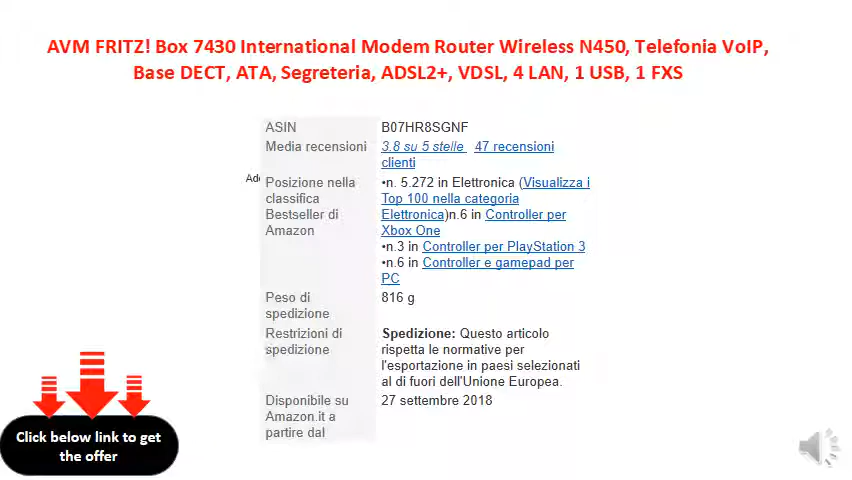 AVM FRITZ! Box 7430 International Modem Router Wireless N450, Telefonia VoIP,
Base DECT, ATA, Segreteria, ADSL2+, VDSL, 4 LAN, 1 USB, 1 FXS
ASIN B07HR8SGNF
Media recensioni 3.8 su 5 stelle 47 recensioni
clienti
Posizione nella •n. 5.272 in Elettronica (Visualizza i
classifica Top 100 nella categoria
Bestseller di Elettronica)n.6 in Controller per
Amazon Xbox One
•n.3 in Controller per PlayStation 3
•n.6 in Controller e gamepad per
PC
Peso di 816 g
spedizione
Restrizioni di Spedizione: Questo articolo
spedizione rispetta le normative per
l'esportazione in paesi selezionati
al di fuori dell'Unione Europea.
Disponibile su 27 settembre 2018
Amazon.it a
partire dal
Click below link to get
the offer